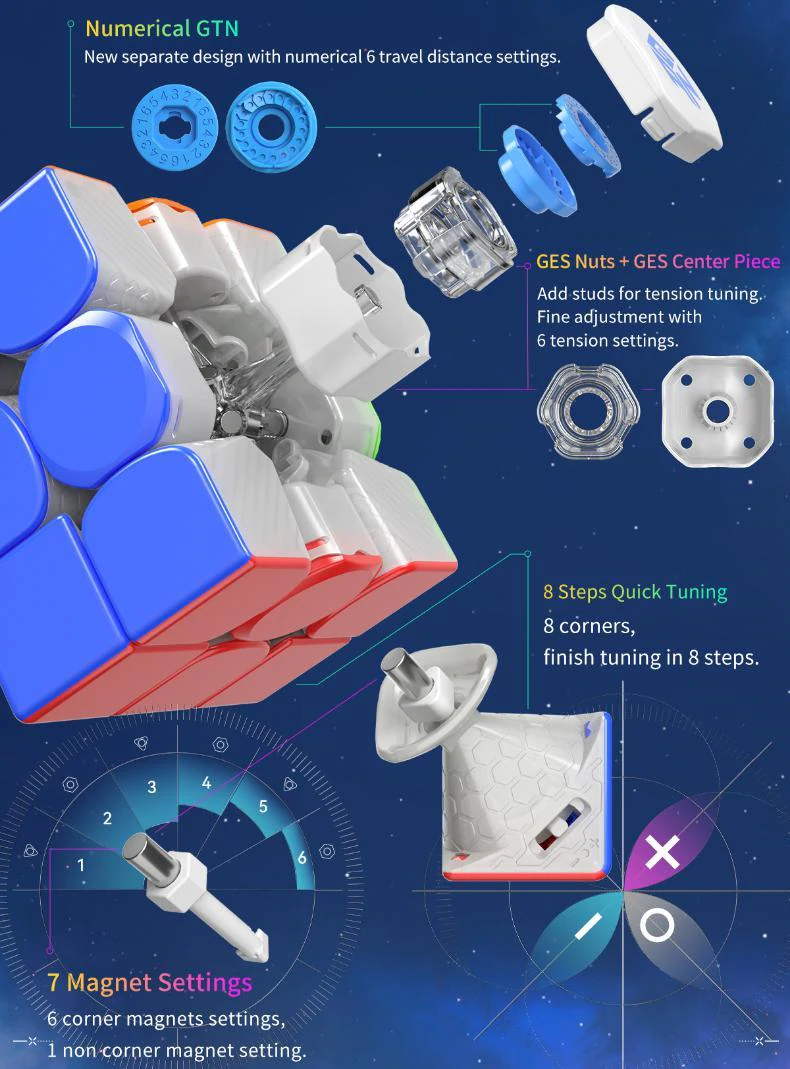 Numerical GTN
New separate design with numerical 6 travel distance settings.
GES Nuts + GES Center Piece
Add studs for tension tuning.
Fine adjustment with
6 tension settings.
8 Steps Quick Tuning
8 corners,
finish tuning in 8 steps.
1
2
3
4
5
6
7 Magnet Settings
6 corner magnets settings,
1 non corner magnet setting.